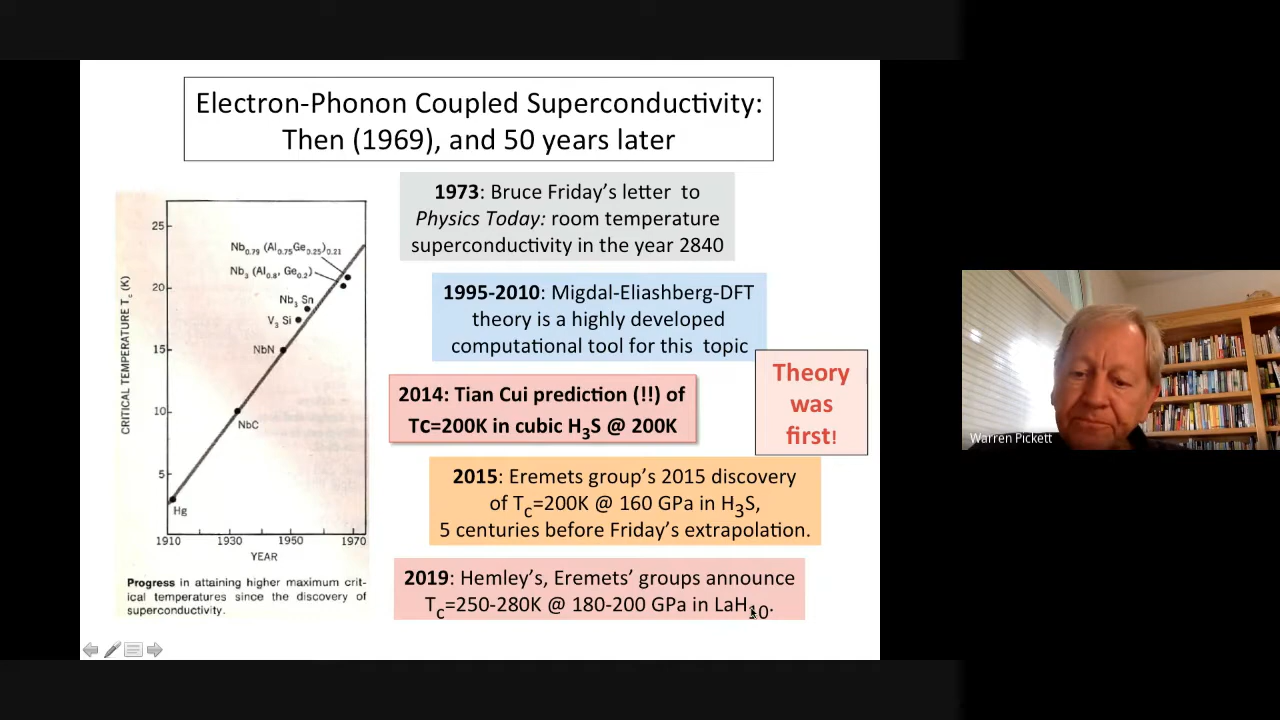 Electron-Phonon Coupled Superconductivity:
Then (1969), and 50 years later
1973: Bruce Friday's letter to
Physics Today: room temperature
superconductivity in the year 2840
1995-2010: Migdal-Eliashberg-DFT
theory is a highly developed
computational tool for this topic
Theory
was
first!
2014: Tian Cui prediction (!!) of
Tc=200K in cubic H3S @ 200K
2015: Eremets group's 2015 discovery
of Tc=200K @ 160 GPa in H3S,
5 centuries before Friday's extrapolation.
2019: Hemley's, Eremets' groups announce
Tc=250-280K @ 180-200 GPa in LaH10.
CRITICAL TEMPERATURE Tc (K)
25
20
15
10
5
Nb0.79 (Al0.75Ge0.25)0.21
Nb3 (Al0.8, Ge0.2)
Nb3 Sn
V3 Si
NbN
NbC
Hg
1910 1930 1950 1970
YEAR
Progress in attaining higher maximum crit-
ical temperatures since the discovery of
superconductivity.
Warren Pickett